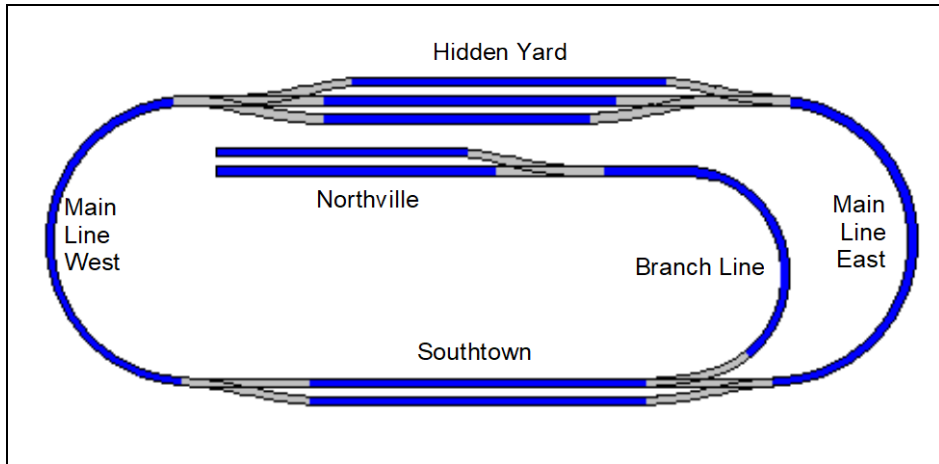 Hidden Yard
Northville
Main
Line
West
Main
Line
East
Branch Line
Southtown